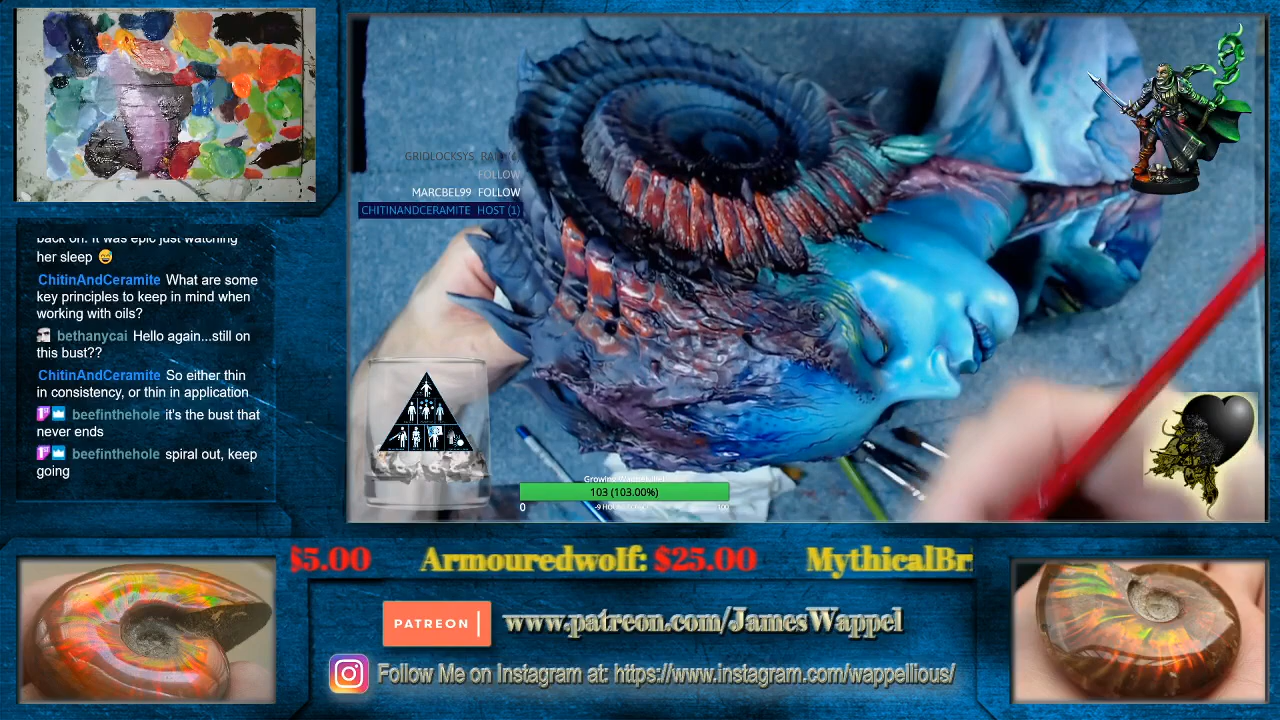 back on. It was epic just watching
her sleep
ChitinAndCeramite What are some
key principles to keep in mind when
working with oils?
bethanycai Hello again...still on
this bust??
ChitinAndCeramite So either thin
in consistency, or thin in application
beefinthehole it's the bust that
never ends
beefinthehole spiral out, keep
going
GRIDLOCKSYS
FOLLOW
MARCBEL99 FOLLOW
CHITINANDCERAMITE HOST (1)
103 (103.00%)
0
100
$5.00 Armouredwolf: $25.00 MythicalBr
PATREON
www.patreon.com/JamesWappel
Follow Me on Instagram at: https://www.instagram.com/wappellious/